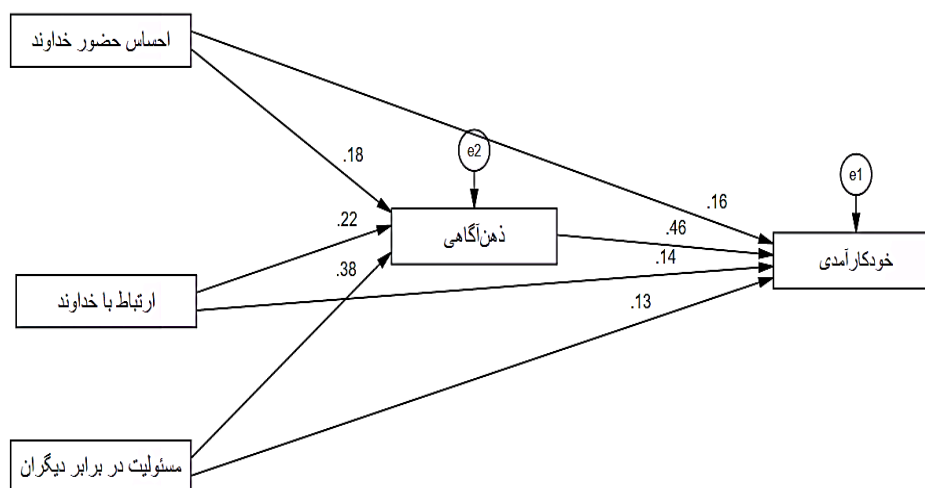 احساس حضور خداوند
e2
.18
.16
e1
.22
ذهن‌آگاهی
.46
خودکارآمدی
.14
.38
ارتباط با خداوند
.13
مسئولیت در برابر دیگران